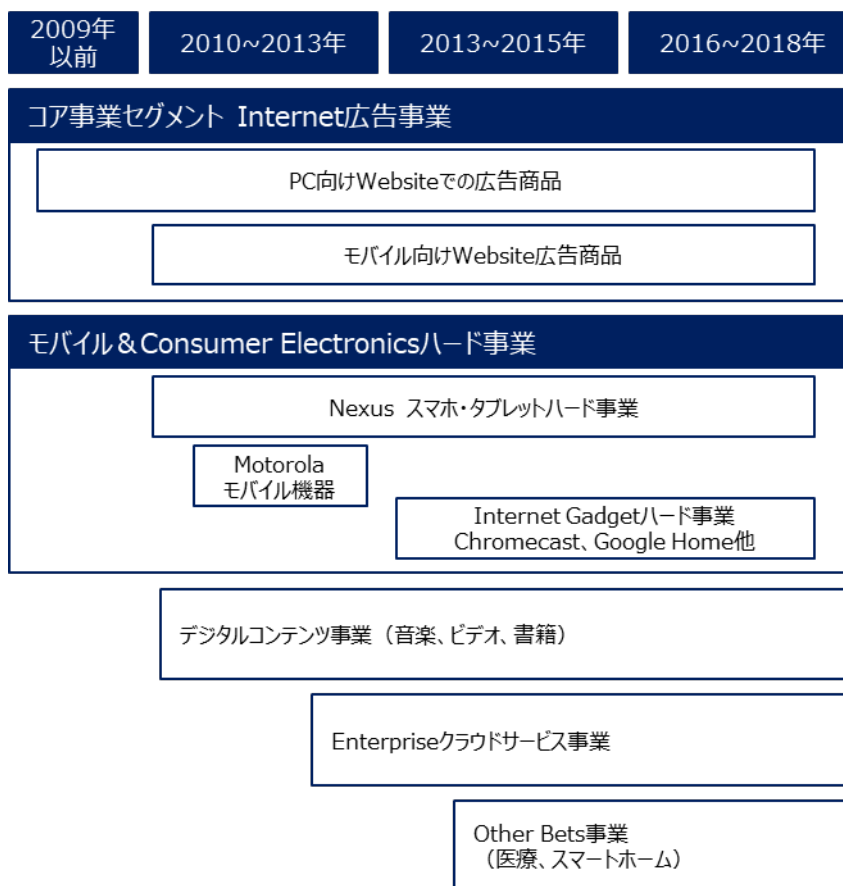 2009年
以前
2010~2013年
2013~2015年
2016~2018年
コア事業セグメント Internet広告事業
PC向けWebsiteでの広告商品
モバイル向けWebsite広告商品
モバイル＆Consumer Electronicsハード事業
Nexus スマホ・タブレットハード事業
Motorola
モバイル機器
Internet Gadgetハード事業
Chromecast、Google Home他
デジタルコンテンツ事業（音楽、ビデオ、書籍）
Enterpriseクラウドサービス事業
Other Bets事業
（医療、スマートホーム）